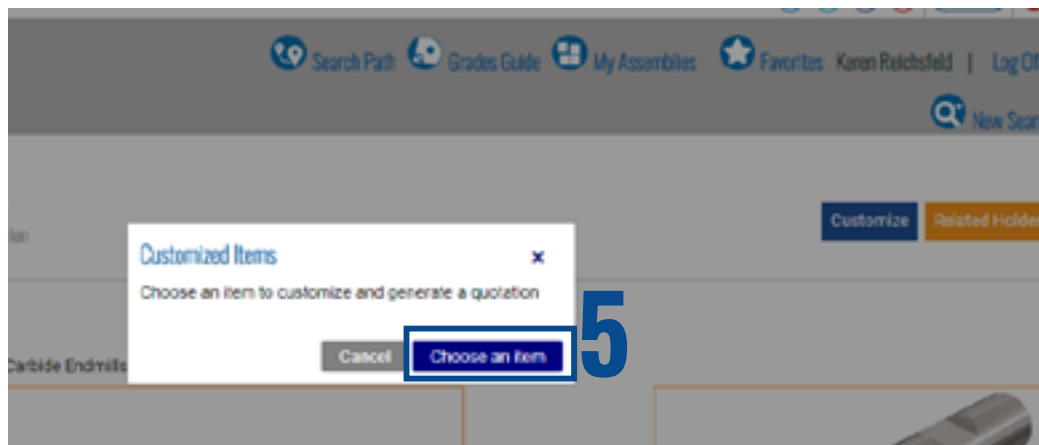 Search Path Grades Guide My Assemblies Favorites Keren Reichsfeld | Log Of
New Sear
Customize Related Holder
Customized Items x
Choose an item to customize and generate a quotation
Cancel Choose an item 5
Carbide Endmills